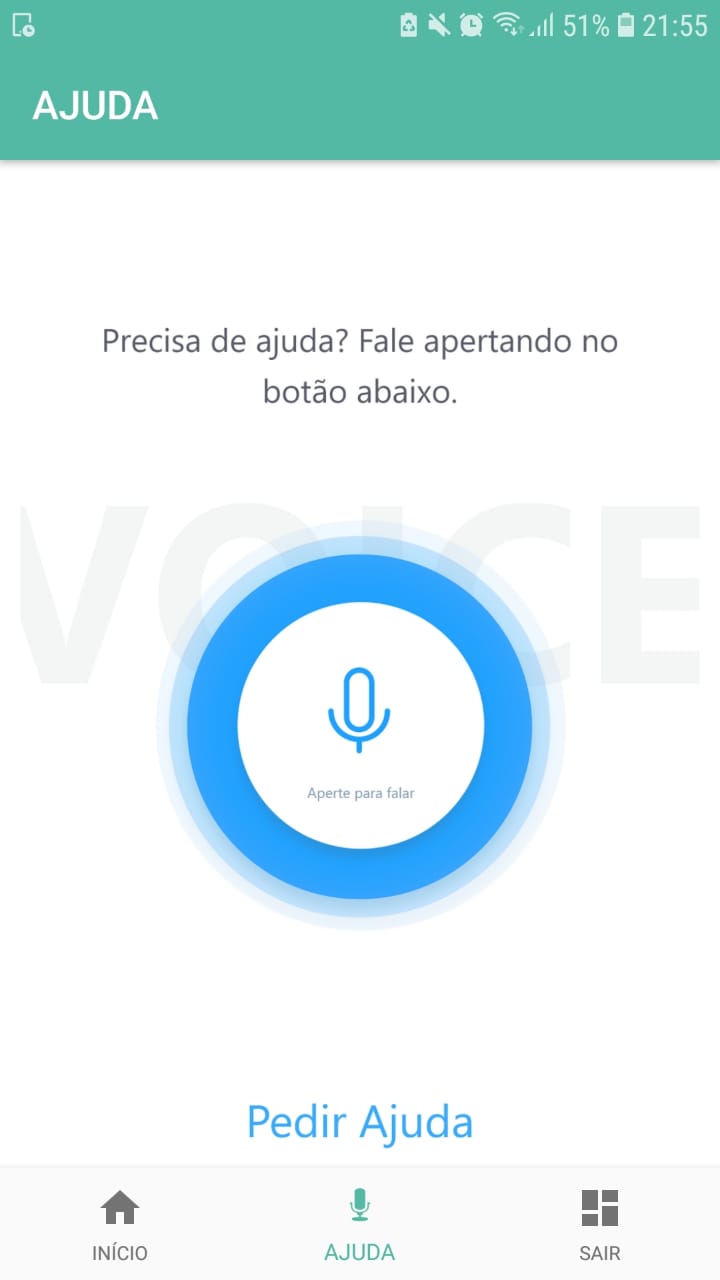 51% 21:55
AJUDA
Precisa de ajuda? Fale apertando no
botão abaixo.
VOICE
Aperte para falar
Pedir Ajuda
INÍCIO AJUDA SAIR